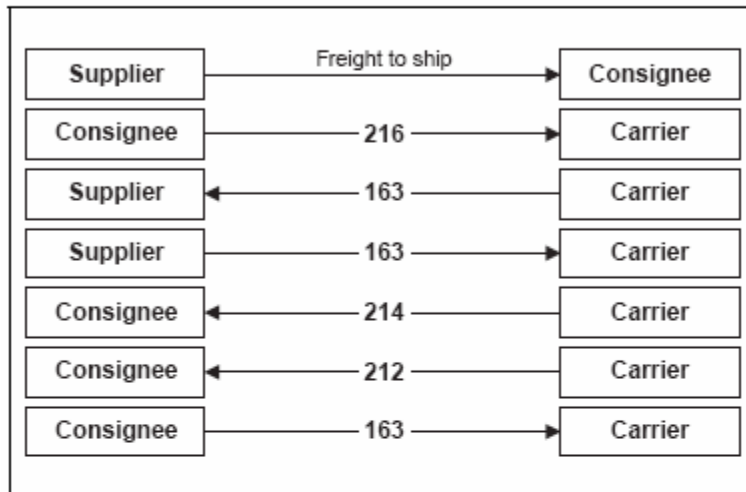 Supplier Freight to ship Consignee
Consignee 216 Carrier
Supplier 163 Carrier
Supplier 163 Carrier
Consignee 214 Carrier
Consignee 212 Carrier
Consignee 163 Carrier